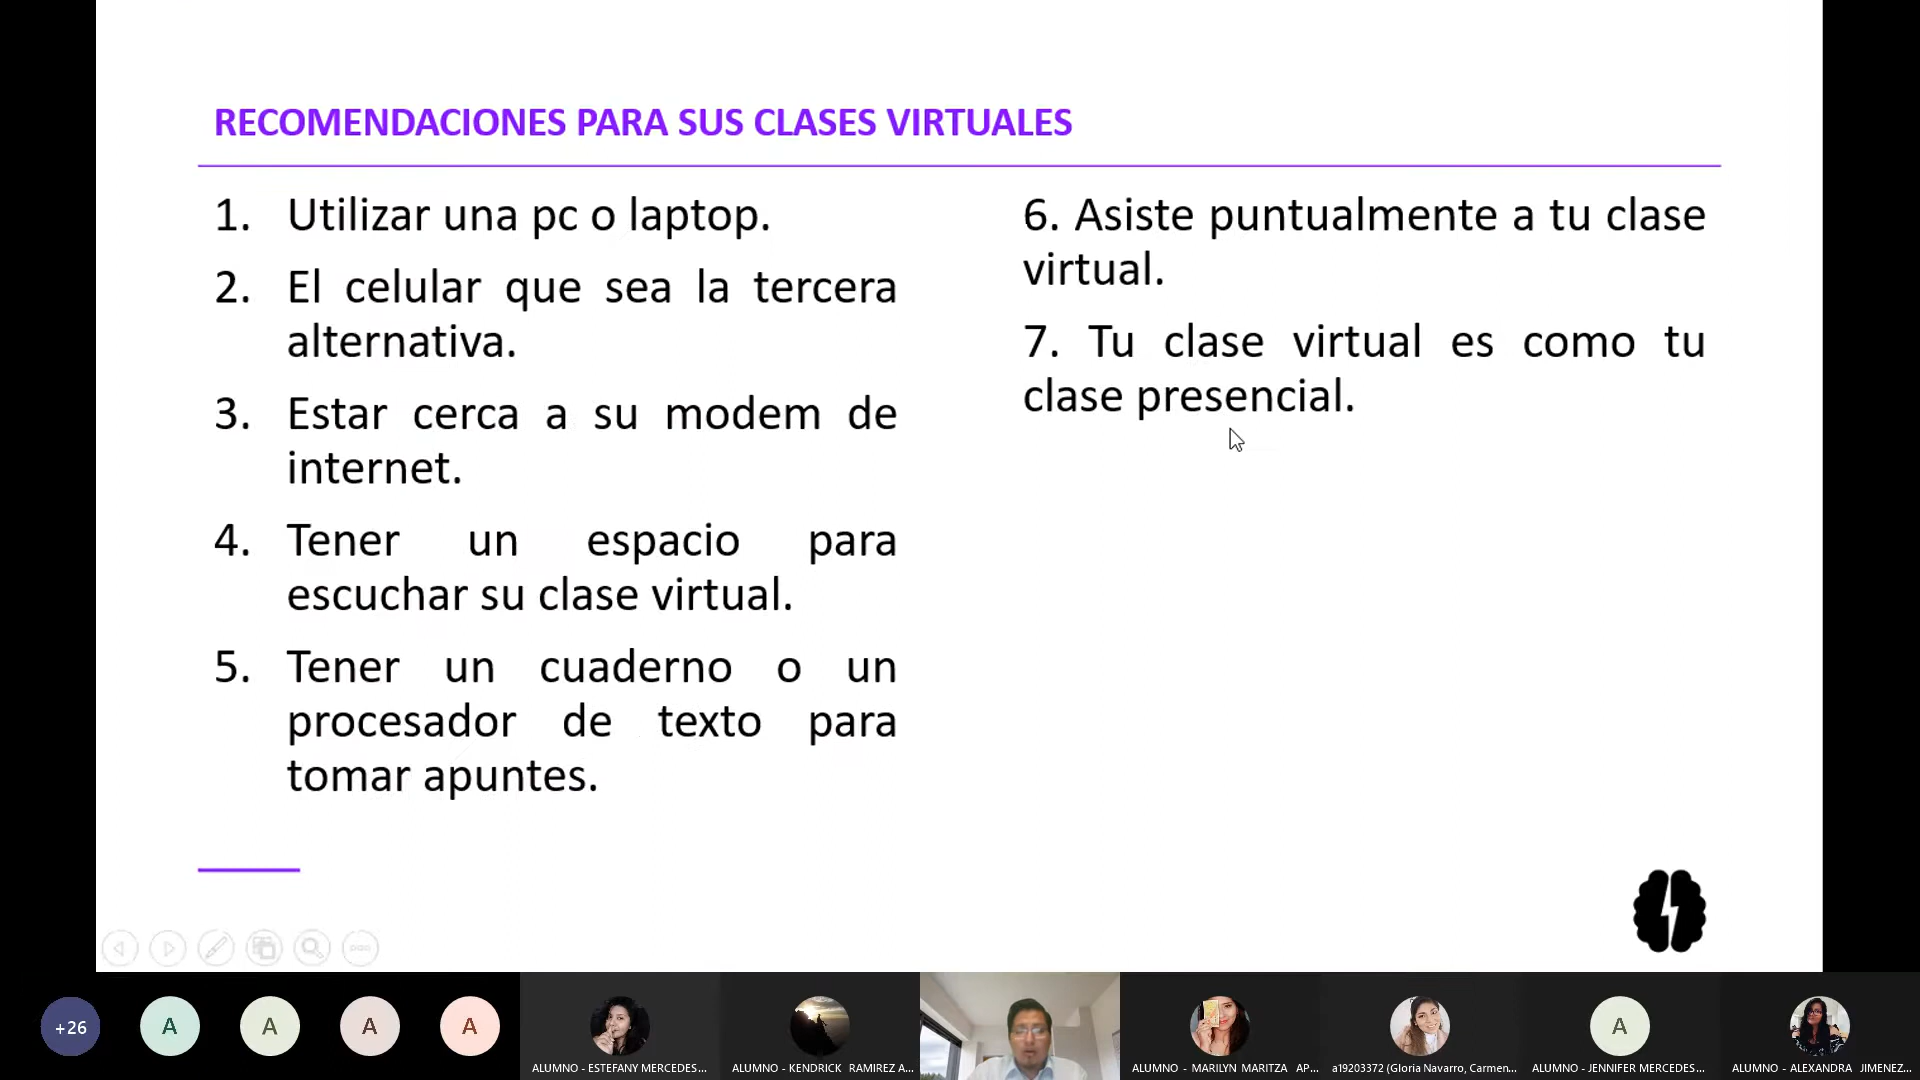 RECOMENDACIONES PARA SUS CLASES VIRTUALES
1. Utilizar una pc o laptop.
2. El celular que sea la tercera
alternativa.
3. Estar cerca a su modem de
internet.
4. Tener un espacio para
escuchar su clase virtual.
5. Tener un cuaderno o un
procesador de texto para
tomar apuntes.
6. Asiste puntualmente a tu clase
virtual.
7. Tu clase virtual es como tu
clase presencial.
+26
A
A
A
A
ALUMNO - ESTEFANY MERCEDES...
ALUMNO - KENDRICK RAMIREZ A...
ALUMNO - MARILYN MARITZA AP...
a19203372 (Gloria Navarro, Carmen...
A
ALUMNO - JENNIFER MERCEDES...
ALUMNO - ALEXANDRA JIMENEZ...